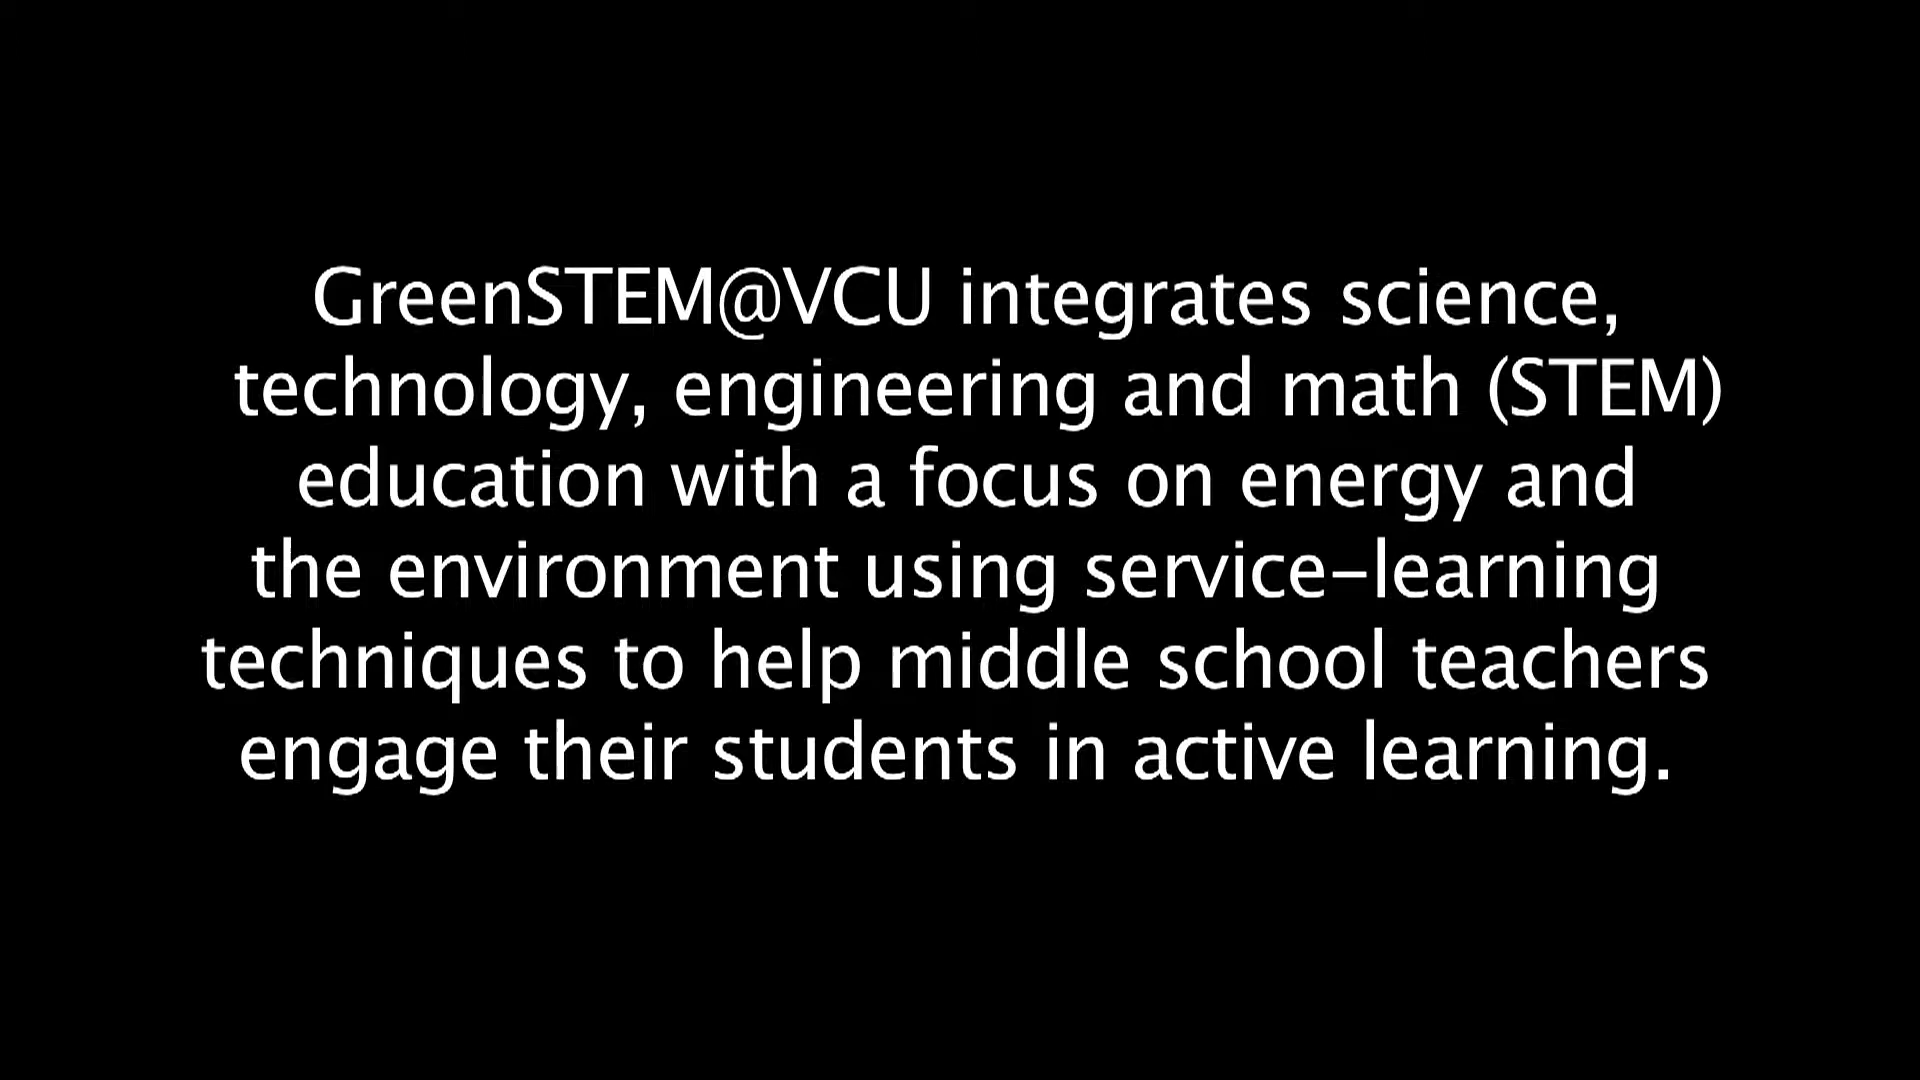 GreenSTEM@VCU integrates science,
technology, engineering and math (STEM)
education with a focus on energy and
the environment using service-learning
techniques to help middle school teachers
engage their students in active learning.